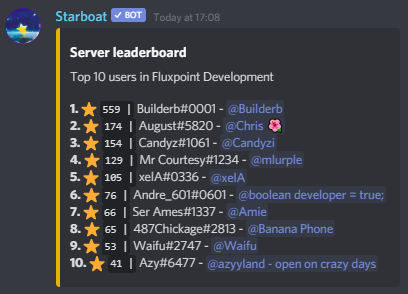 Starboat ✓ BOT Today at 17:08
Server leaderboard
Top 10 users in Fluxpoint Development
1. ⭐ 559 | Builderb#0001 - @Builderb
2. ⭐ 174 | August#5820 - @Chris 🌺
3. ⭐ 154 | Candyz#1061 - @Candyzi
4. ⭐ 129 | Mr Courtesy#1234 - @mlurple
5. ⭐ 105 | xelA#0336 - @xelA
6. ⭐ 76 | Andre_601#0601 - @boolean developer = true;
7. ⭐ 66 | Ser Ames#1337 - @Amie
8. ⭐ 65 | 487Chickage#2813 - @Banana Phone
9. ⭐ 53 | Waifu#2747 - @Waifu
10. ⭐ 41 | Azy#6477 - @azyyland - open on crazy days